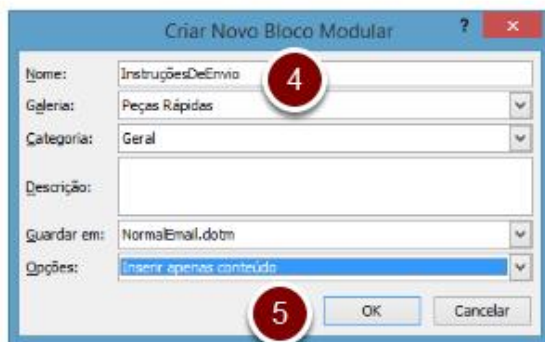 Criar Novo Bloco Modular ? ×
Nome: InstruçõesDeEnvio 4
Galeria: Peças Rápidas
Categoria: Geral
Descrição:
Guardar em: NormalEmail.dotm
Opções: Inserir apenas conteúdo
5 OK Cancelar